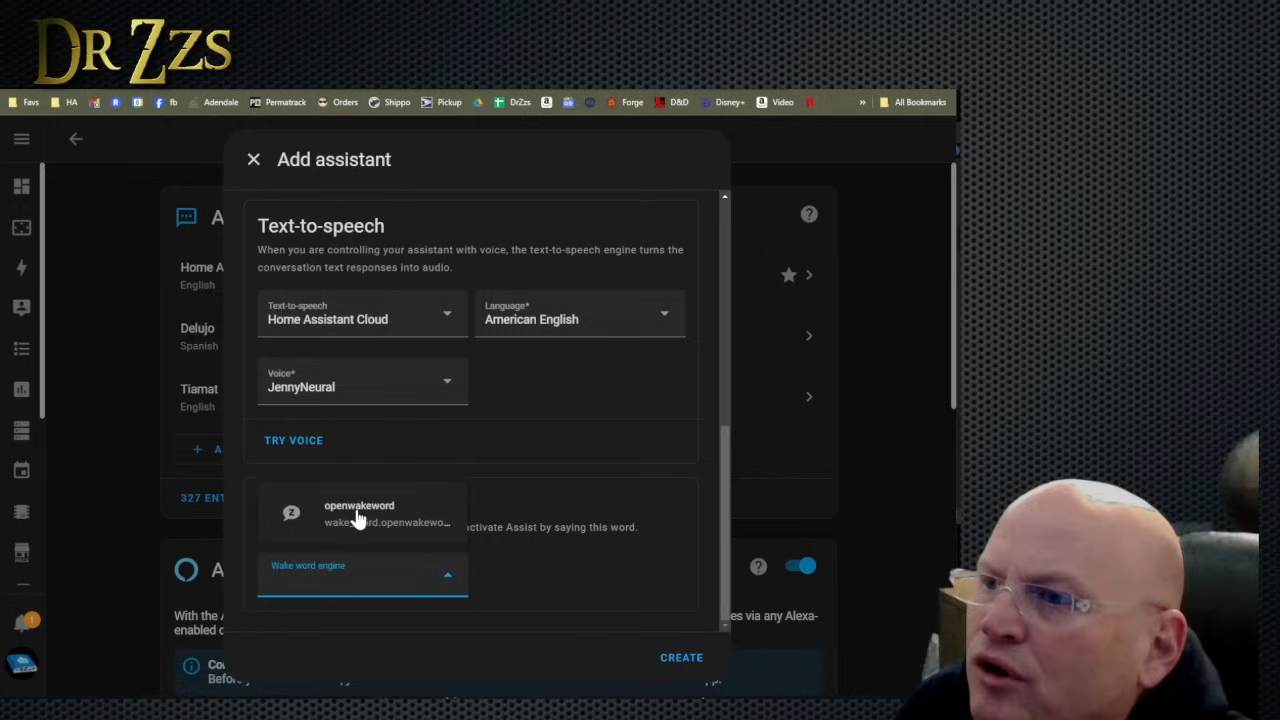 DR ZZS
Favs HA fb Adendale Permatrack Orders Shippo Pickup DrZzs Forge D&D Disney+ Video » All Bookmarks
Add assistant
A
Text-to-speech
When you are controlling your assistant with voice, the text-to-speech engine turns the
conversation text responses into audio.
Home A
English
Text-to-speech
Home Assistant Cloud
Language*
American English
Delujo
Spanish
Voice*
JennyNeural
Tiamat
English
TRY VOICE
+ A
327 ENT
openwakeword
activate Assist by saying this word.
Wake word engine
A
With the A
es via any Alexa-
enabled d
CREATE
Co
Before y
1